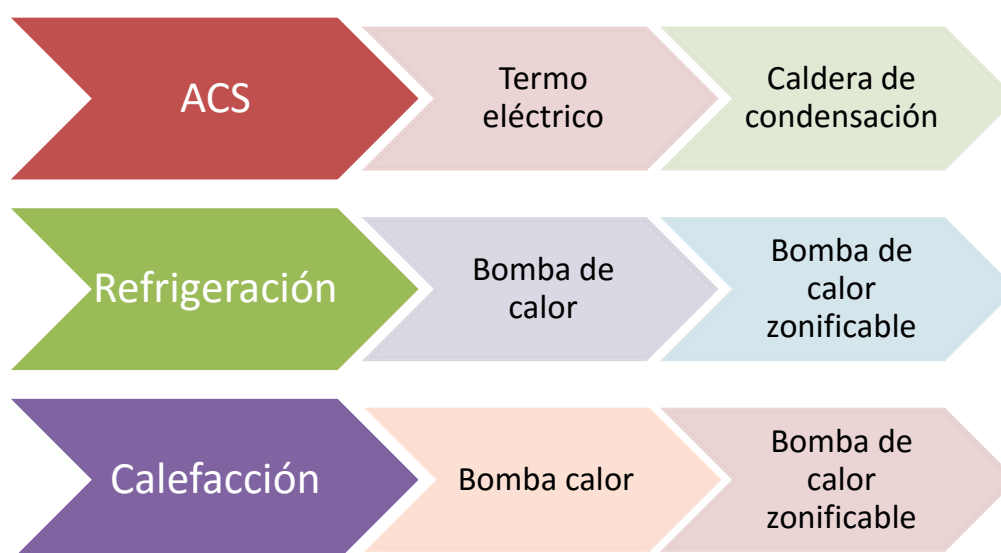 ACS
Termo
eléctrico
Caldera de
condensación
Refrigeración
Bomba de
calor
Bomba de
calor
zonificable
Calefacción
Bomba calor
Bomba de
calor
zonificable